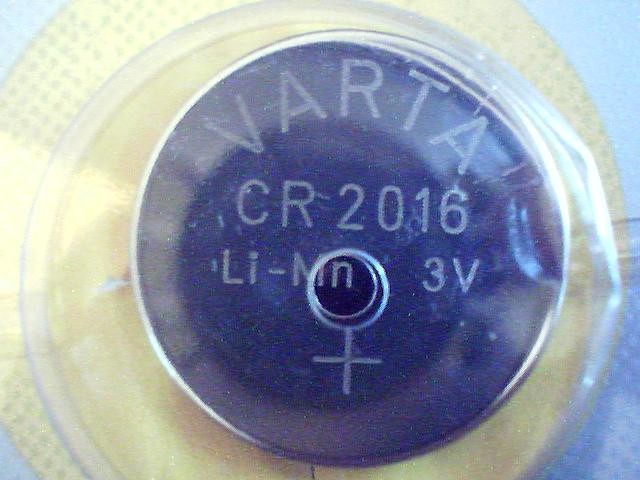 VARTA
CR 2016
Li-Mn 3V
+